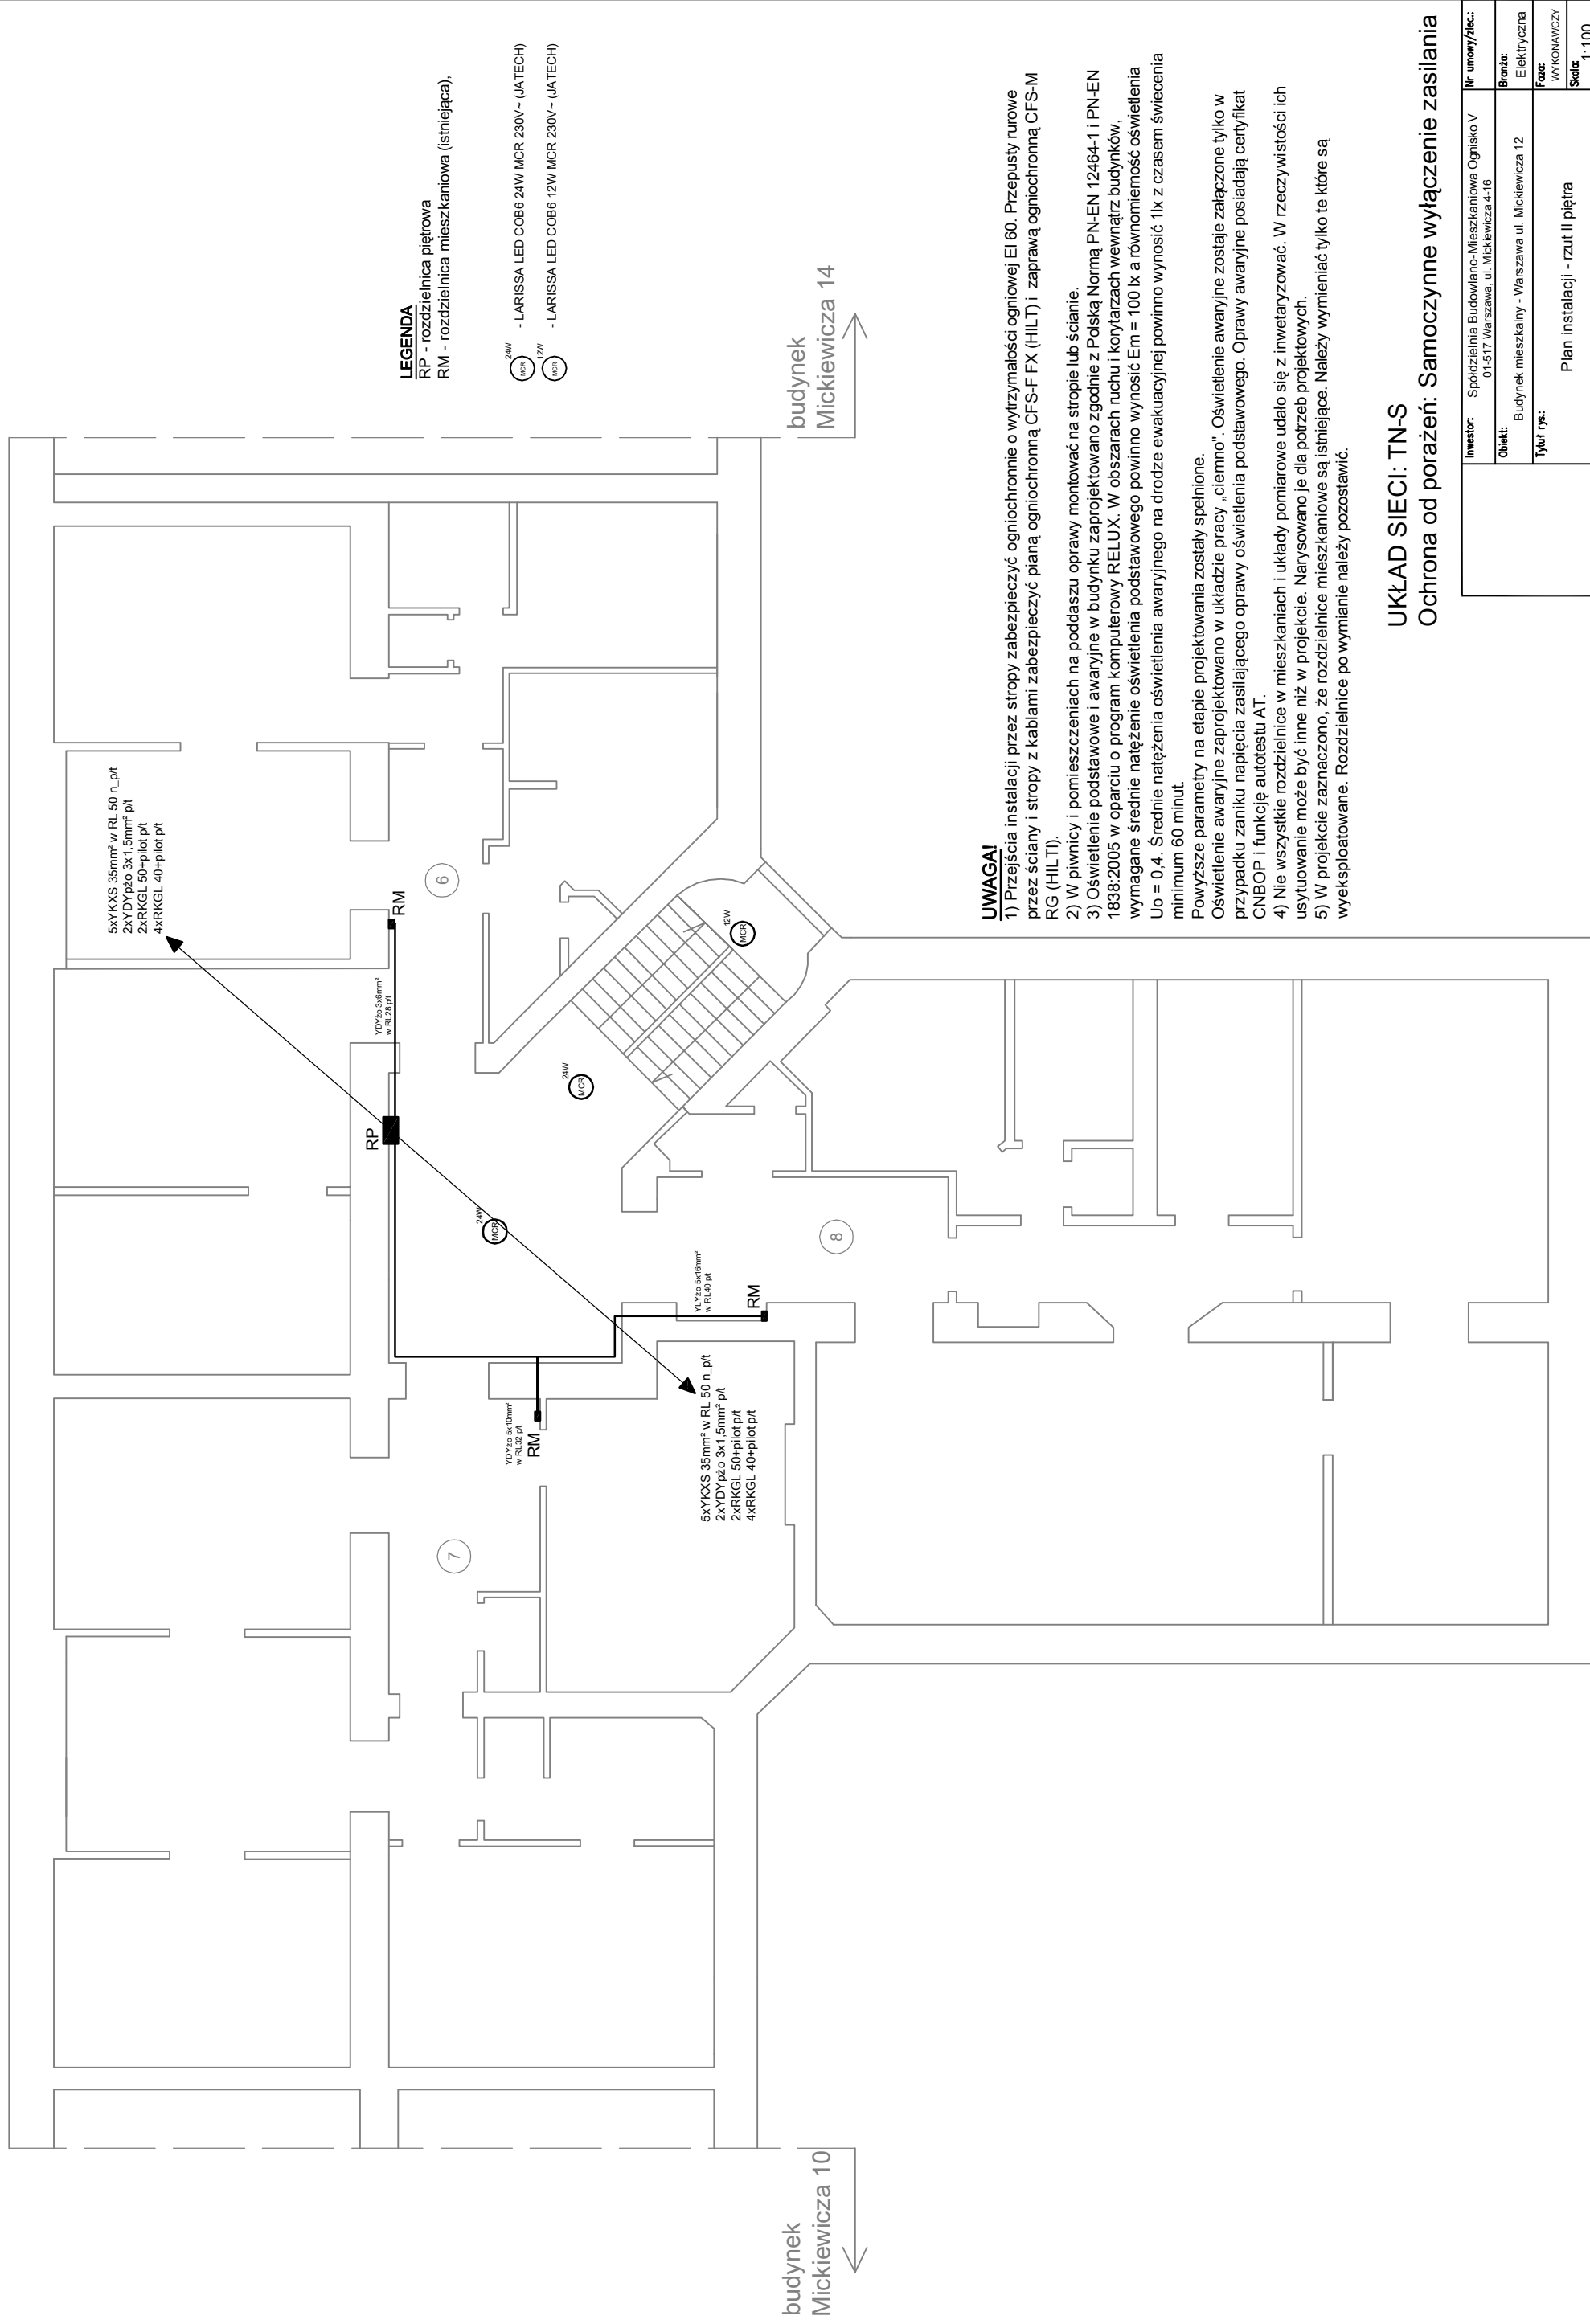 budynek
Mickiewicza 10
budynek
Mickiewicza 14
5xYKXS 35mm² w RL 50 n_p/t
2xYDYpżo 3x1,5mm² p/t
2xRKGL 50+pilot p/t
4xRKGL 40+pilot p/t
YDYżo 3x6mm²
w RL28 p/t
RM
6
RP
24W
MCR
24W
MCR
12W
MCR
7
YDYżo 5x10mm²
w RL32 p/t
RM
5xYKXS 35mm² w RL 50 n_p/t
2xYDYpżo 3x1,5mm² p/t
2xRKGL 50+pilot p/t
4xRKGL 40+pilot p/t
YLYżo 5x16mm²
w RL40 p/t
RM
8
LEGENDA
RP - rozdzielnica piętrowa
RM - rozdzielnica mieszkaniowa (istniejąca),
24W
MCR - LARISSA LED COB6 24W MCR 230V~ (JATECH)
12W
MCR - LARISSA LED COB6 12W MCR 230V~ (JATECH)
UWAGA!
1) Przejścia instalacji przez stropy zabezpieczyć ogniochronnie o wytrzymałości ogniowej EI 60. Przepusty rurowe
przez ściany i stropy z kablami zabezpieczyć pianą ogniochronną CFS-F FX (HILT) i zaprawą ogniochronną CFS-M
RG (HILTI).
2) W piwnicy i pomieszczeniach na poddaszu oprawy montować na stropie lub ścianie.
3) Oświetlenie podstawowe i awaryjne w budynku zaprojektowano zgodnie z Polską Normą PN-EN 12464-1 i PN-EN
1838:2005 w oparciu o program komputerowy RELUX. W obszarach ruchu i korytarzach wewnątrz budynków,
wymagane średnie natężenie oświetlenia podstawowego powinno wynosić Em = 100 lx a równomierność oświetlenia
Uo = 0,4. Średnie natężenia oświetlenia awaryjnego na drodze ewakuacyjnej powinno wynosić 1lx z czasem świecenia
minimum 60 minut.
Powyższe parametry na etapie projektowania zostały spełnione.
Oświetlenie awaryjne zaprojektowano w układzie pracy „ciemno". Oświetlenie awaryjne zostaje załączone tylko w
przypadku zaniku napięcia zasilającego oprawy oświetlenia podstawowego. Oprawy awaryjne posiadają certyfikat
CNBOP i funkcję autotestu AT.
4) Nie wszystkie rozdzielnice w mieszkaniach i układy pomiarowe udało się z inwetaryzować. W rzeczywistości ich
usytuowanie może być inne niż w projekcie. Narysowano je dla potrzeb projektowych.
5) W projekcie zaznaczono, że rozdzielnice mieszkaniowe są istniejące. Należy wymieniać tylko te które są
wyeksploatowane. Rozdzielnice po wymianie należy pozostawić.
UKŁAD SIECI: TN-S
Ochrona od porażeń: Samoczynne wyłączenie zasilania
Inwestor: Spółdzielnia Budowlano-Mieszkaniowa Ognisko V
01-517 Warszawa, ul. Mickiewicza 4-16
Nr umowy/zlec.:
Obiekt:
Budynek mieszkalny - Warszawa ul. Mickiewicza 12
Branża:
Elektryczna
Tytuł rys.:
Plan instalacji - rzut II piętra
Faza:
WYKONAWCZY
Skala:
1:100